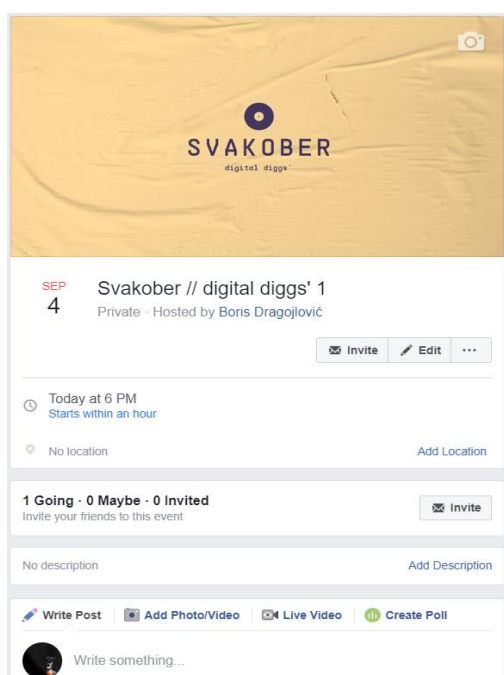 SVAKOBER
digital diggs'
SEP
4
Svakober // digital diggs' 1
Private · Hosted by Boris Dragojlović
Invite
Edit
...
Today at 6 PM
Starts within an hour
No location
Add Location
1 Going · 0 Maybe · 0 Invited
Invite your friends to this event
Invite
No description
Add Description
Write Post
Add Photo/Video
Live Video
Create Poll
Write something...